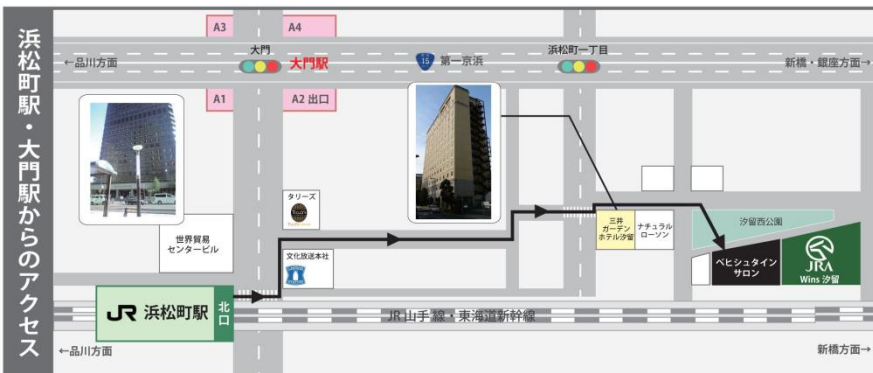 浜松町駅・大門駅からのアクセス
A3
A4
大門
大門駅
←品川方面
15
第一京浜
浜松町一丁目
新橋・銀座方面→
A1
A2 出口
タリーズ
世界貿易
センタービル
文化放送本社
三井
ガーデン
ホテル汐留
ナチュラル
ローソン
汐留西公園
ベヒシュタイン
サロン
JRA
Wins 汐留
JR 浜松町駅
北口
JR 山手線・東海道新幹線
←品川方面
新橋方面→